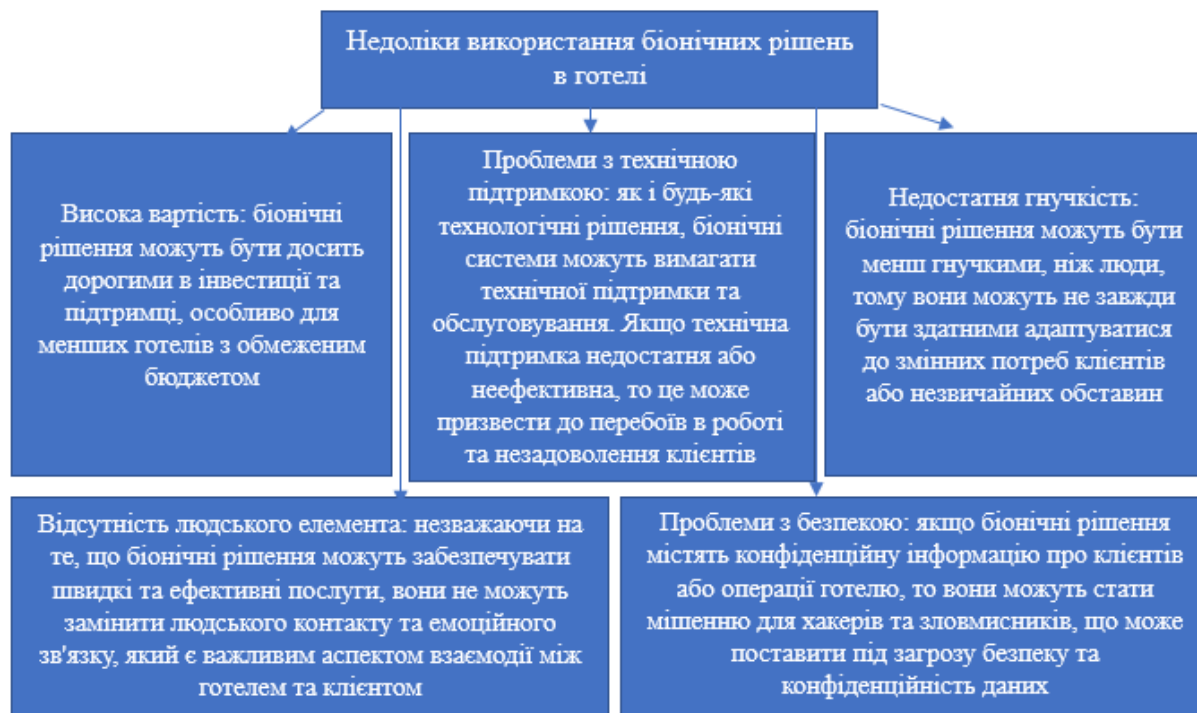 Недоліки використання біонічних рішень
в готелі
Висока вартість: біонічні
рішення можуть бути досить
дорогими в інвестиції та
підтримці, особливо для
менших готелів з обмеженим
бюджетом
Проблеми з технічною
підтримкою: як і будь-які
технологічні рішення, біонічні
системи можуть вимагати
технічної підтримки та
обслуговування. Якщо технічна
підтримка недостатня або
неефективна, то це може
призвести до перебоїв в роботі
та незадоволення клієнтів
Недостатня гнучкість:
біонічні рішення можуть бути
менш гнучкими, ніж люди,
тому вони можуть не завжди
бути здатними адаптуватися
до змінних потреб клієнтів
або незвичайних обставин
Відсутність людського елемента: незважаючи на
те, що біонічні рішення можуть забезпечувати
швидкі та ефективні послуги, вони не можуть
замінити людського контакту та емоційного
зв'язку, який є важливим аспектом взаємодії між
готелем та клієнтом
Проблеми з безпекою: якщо біонічні рішення
містять конфіденційну інформацію про клієнтів
або операції готелю, то вони можуть стати
мішенню для хакерів та зловмисників, що може
поставити під загрозу безпеку та
конфіденційність даних